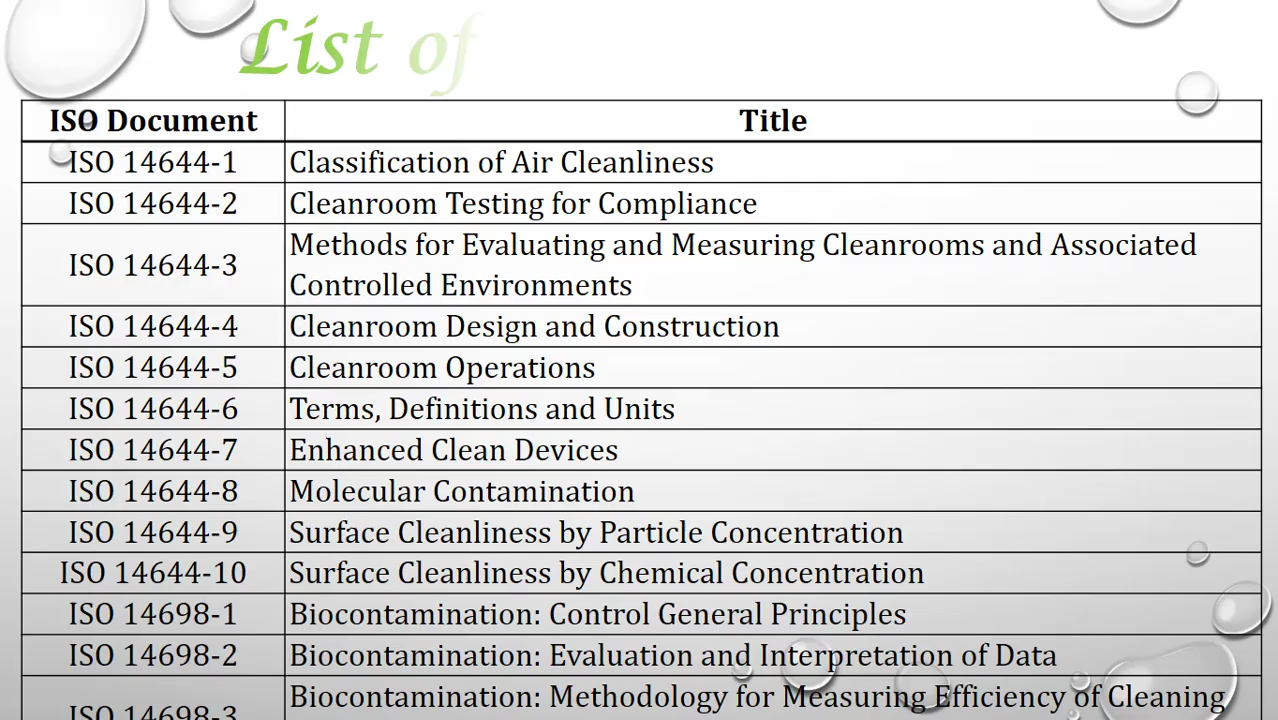 List of
ISO Document Title
ISO 14644-1 Classification of Air Cleanliness
ISO 14644-2 Cleanroom Testing for Compliance
ISO 14644-3 Methods for Evaluating and Measuring Cleanrooms and Associated
Controlled Environments
ISO 14644-4 Cleanroom Design and Construction
ISO 14644-5 Cleanroom Operations
ISO 14644-6 Terms, Definitions and Units
ISO 14644-7 Enhanced Clean Devices
ISO 14644-8 Molecular Contamination
ISO 14644-9 Surface Cleanliness by Particle Concentration
ISO 14644-10 Surface Cleanliness by Chemical Concentration
ISO 14698-1 Biocontamination: Control General Principles
ISO 14698-2 Biocontamination: Evaluation and Interpretation of Data
ISO 14698-3 Biocontamination: Methodology for Measuring Efficiency of Cleaning